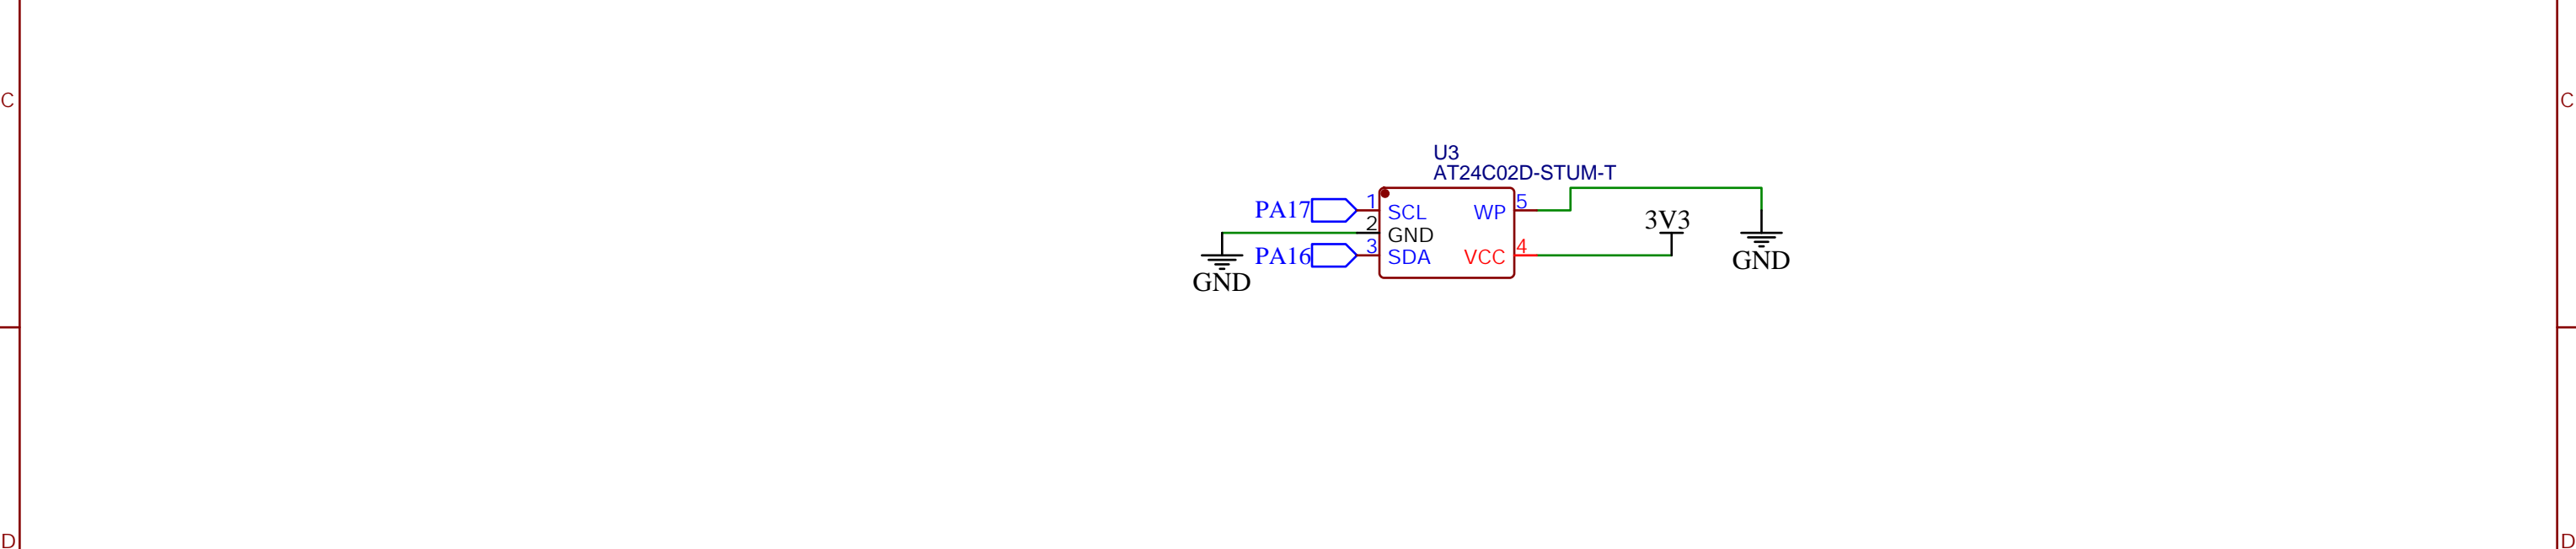 C
C
U3
AT24C02D-STUM-T
PA17
1
SCL
WP
5
2
GND
3V3
PA16
3
SDA
VCC
4
GND
GND
D
D